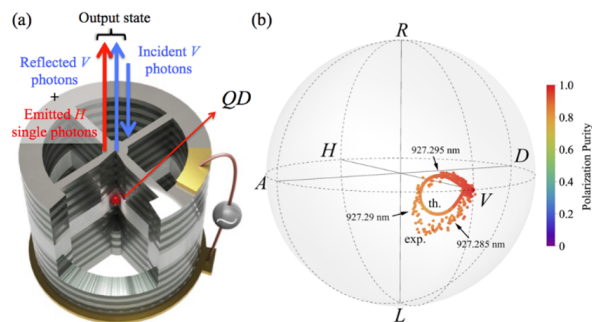 (a)
Output state
Reflected V
photons
+
Emitted H
single photons
Incident V
photons
QD
(b)
R
H
927.295 nm
D
A
V
th.
927.29 nm
exp.
927.285 nm
L
1.0
0.8
0.6
0.4
0.2
0
Polarization Purity